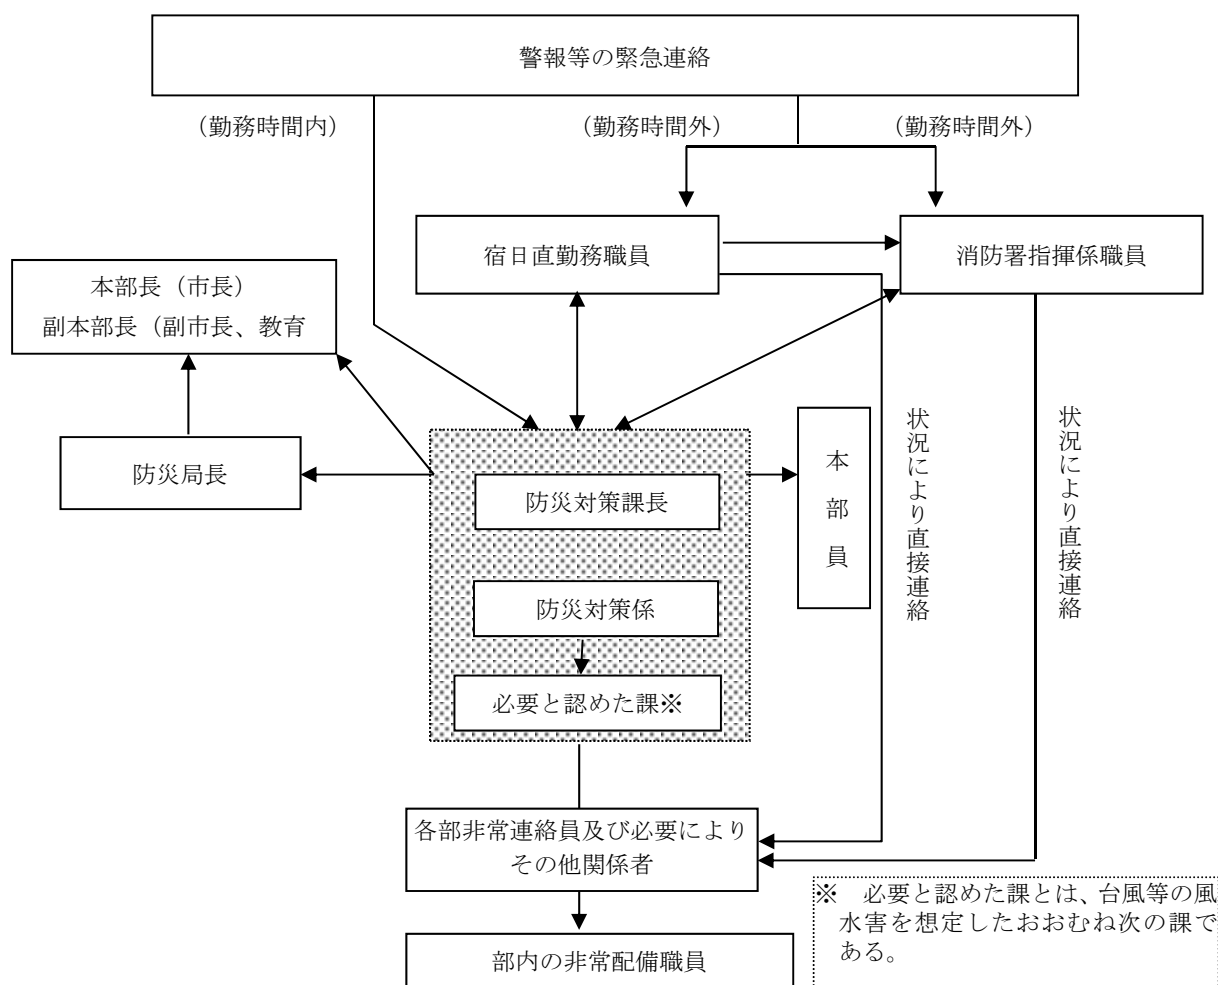 警報等の緊急連絡
（勤務時間内）
（勤務時間外）
（勤務時間外）
宿日直勤務職員
消防署指揮係職員
本部長（市長）
副本部長（副市長、教育
防災局長
防災対策課長
本部員
状況により直接連絡
状況により直接連絡
防災対策係
必要と認めた課※
各部非常連絡員及び必要により
その他関係者
部内の非常配備職員
※　必要と認めた課とは、台風等の風
水害を想定したおおむね次の課で
ある。